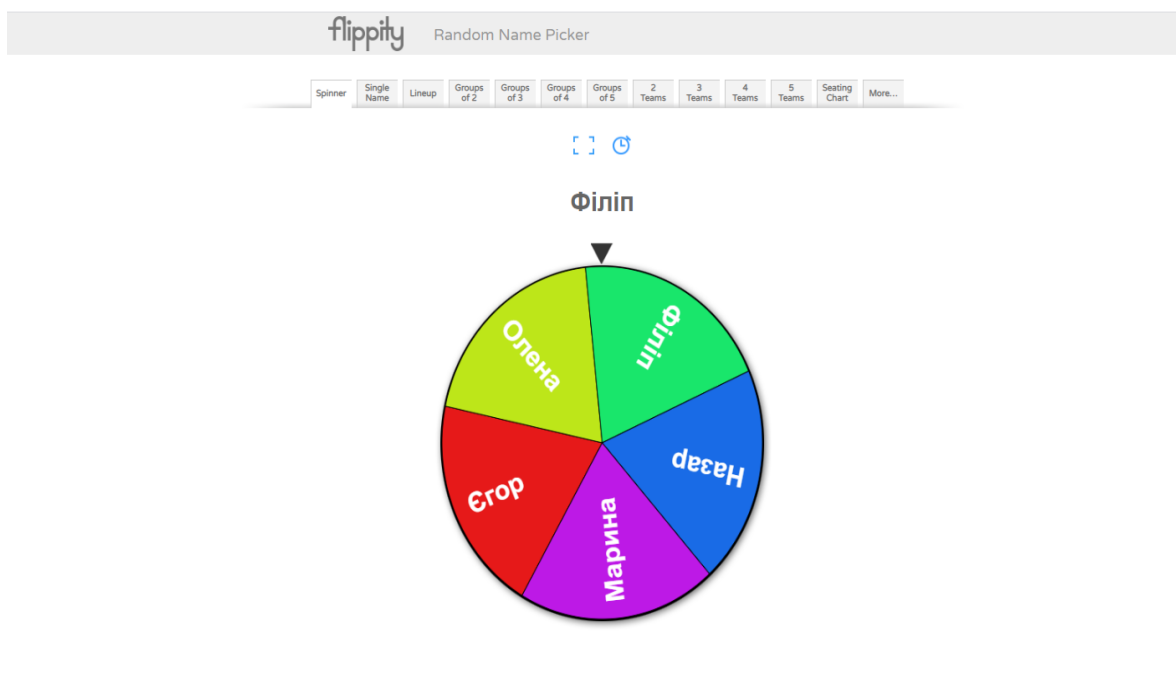 flippity Random Name Picker
Spinner Single Name Lineup Groups of 2 Groups of 3 Groups of 4 Groups of 5 2 Teams 3 Teams 4 Teams 5 Teams Seating Chart More...
Філіп
Олена
Філіп
Назар
Єгор
Марина